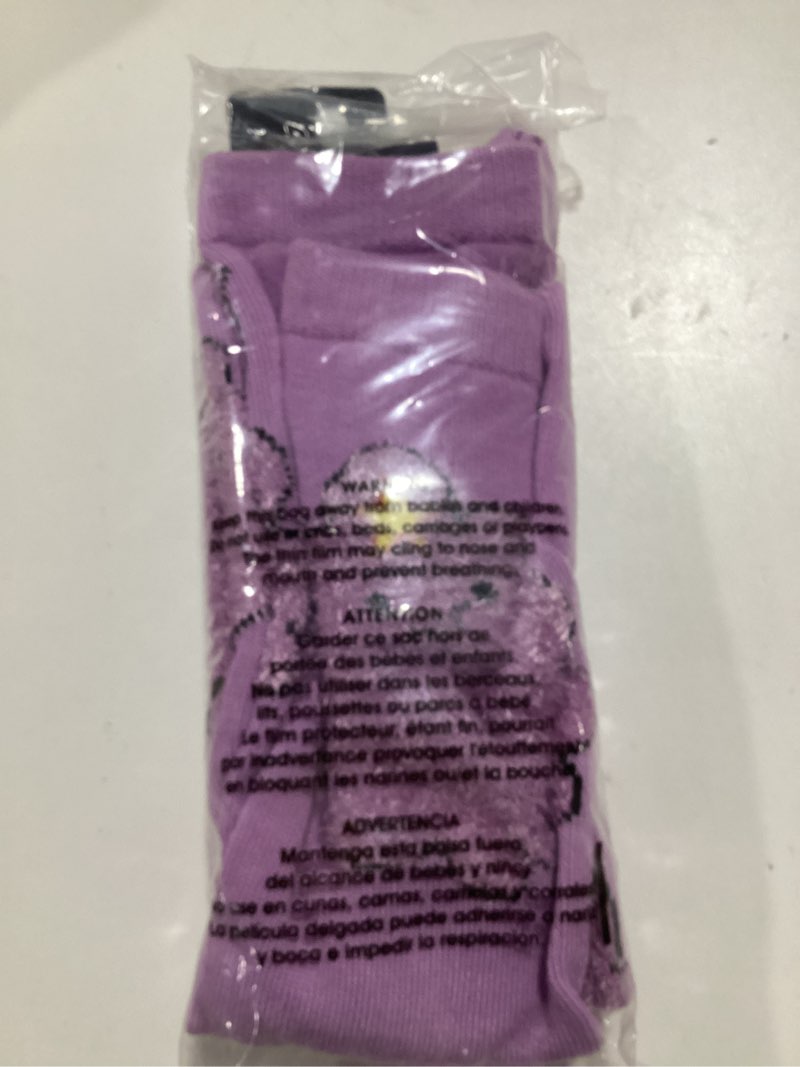 WARNING
Keep this bag away from babies and children.
Do not use in cribs, beds, carriages or playpens.
The thin film may cling to nose and
mouth and prevent breathing.
ATTENTION
Garder ce sac hors de
portée des bébés et enfants.
Ne pas utiliser dans les berceaux,
lits, poussettes ou parcs à bébé.
Le film protecteur, étant fin, pourrait
par inadvertence provoquer l'étouffement
en bloquant les narines ou/et la bouche.
ADVERTENCIA
Mantenga esta bolsa fuera
del alcance de bebés y niños.
use en cunas, camas, carriolas y corrales.
La película delgada puede adherirse a nariz
y boca e impedir la respiración.